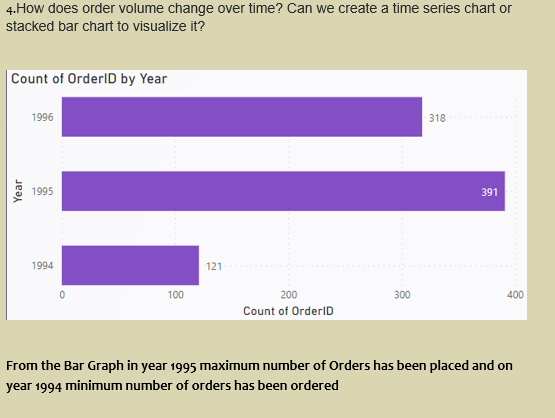 4.How does order volume change over time? Can we create a time series chart or
stacked bar chart to visualize it?
Count of OrderID by Year
1996
318
Year
1995
391
1994
121
0 100 200 300 400
Count of OrderID
From the Bar Graph in year 1995 maximum number of Orders has been placed and on
year 1994 minimum number of orders has been ordered